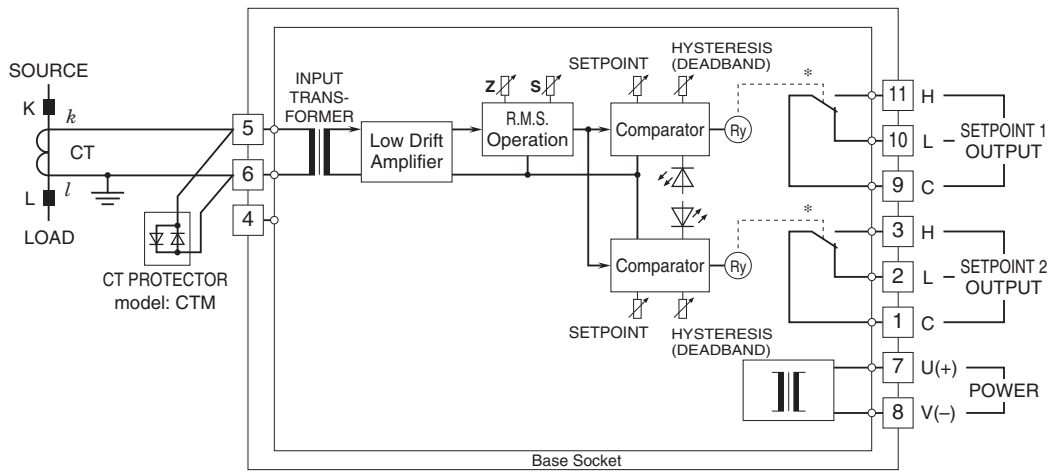 SOURCE
K
k
CT
l
L
LOAD
CT PROTECTOR
model: CTM
5
6
4
INPUT
TRANS-
FORMER
Low Drift
Amplifier
Z
S
R.M.S.
Operation
SETPOINT
HYSTERESIS
(DEADBAND)
Comparator
Ry
*
Comparator
Ry
*
SETPOINT
HYSTERESIS
(DEADBAND)
11 H
10 L
9 C
SETPOINT 1
OUTPUT
3 H
2 L
1 C
SETPOINT 2
OUTPUT
7 U(+)
8 V(–)
POWER
Base Socket